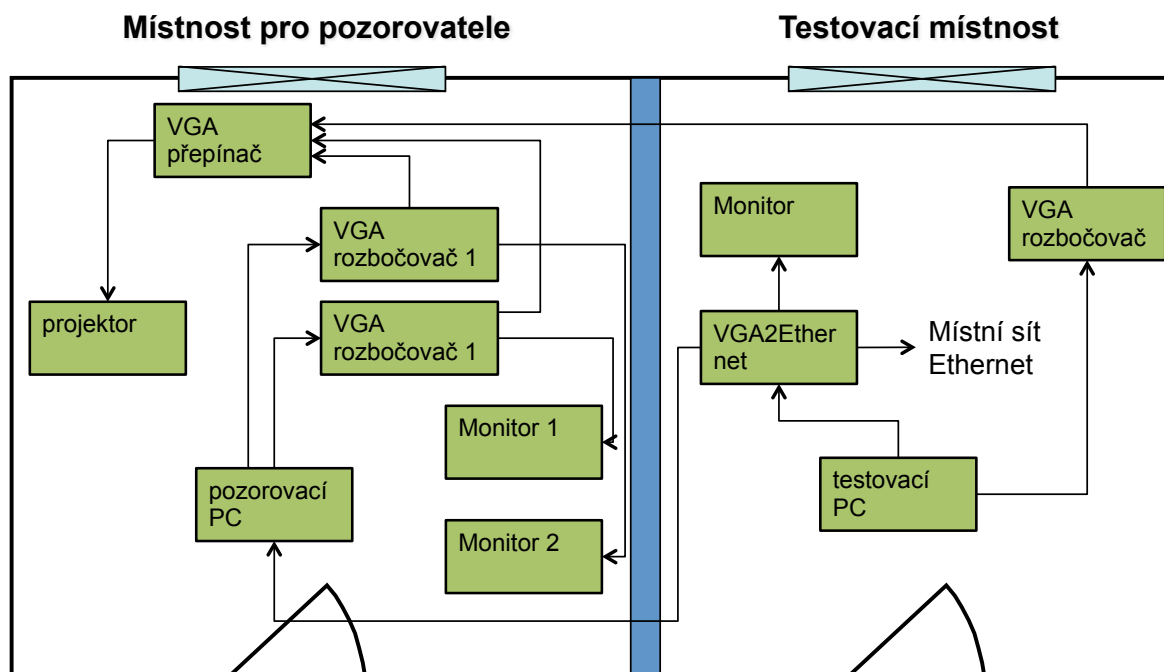 Místnost pro pozorovatele
Testovací místnost
VGA
přepínač
VGA
rozbočovač 1
Monitor
VGA
rozbočovač
projektor
VGA
rozbočovač 1
VGA2Ether
net
Místní sít
Ethernet
Monitor 1
pozorovací
PC
testovací
PC
Monitor 2